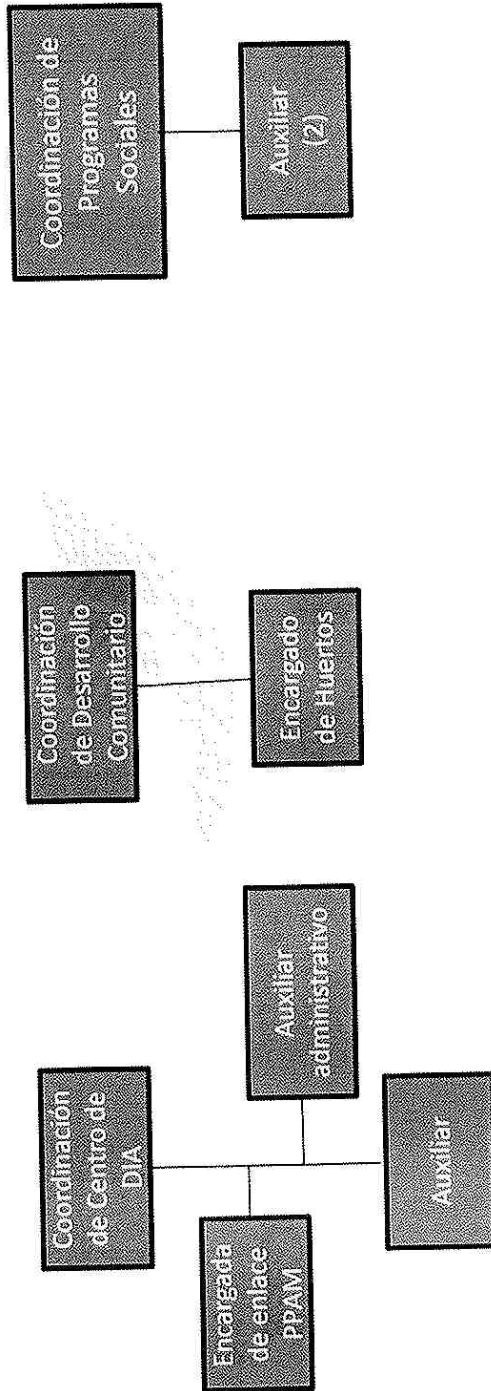 Coordinación
de Centro de
DIA
Encargada
de enlace
PPAM
Auxiliar
administrativo
Auxiliar
Coordinación
de Desarrollo
Comunitario
Encargado
de Huertos
Coordinación de
Programas
Sociales
Auxiliar
(2)